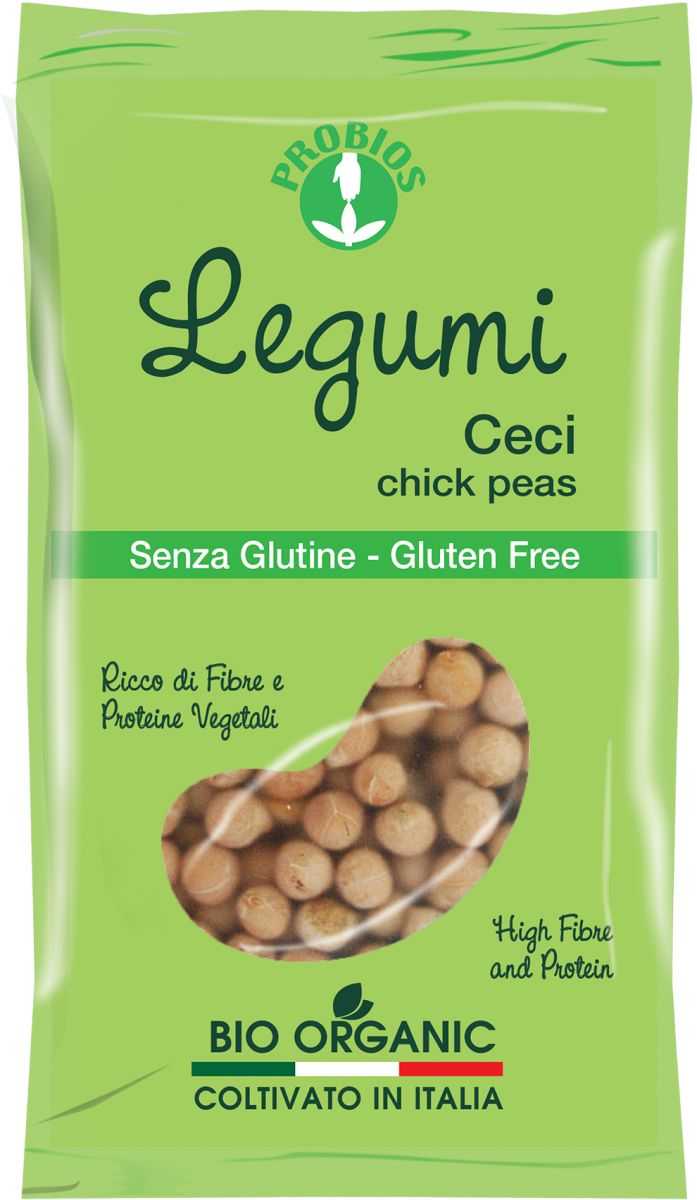 PROBIOS
Legumi
Ceci
chick peas
Senza Glutine - Gluten Free
Ricco di Fibre e
Proteine Vegetali
High Fibre
and Protein
BIO ORGANIC
COLTIVATO IN ITALIA